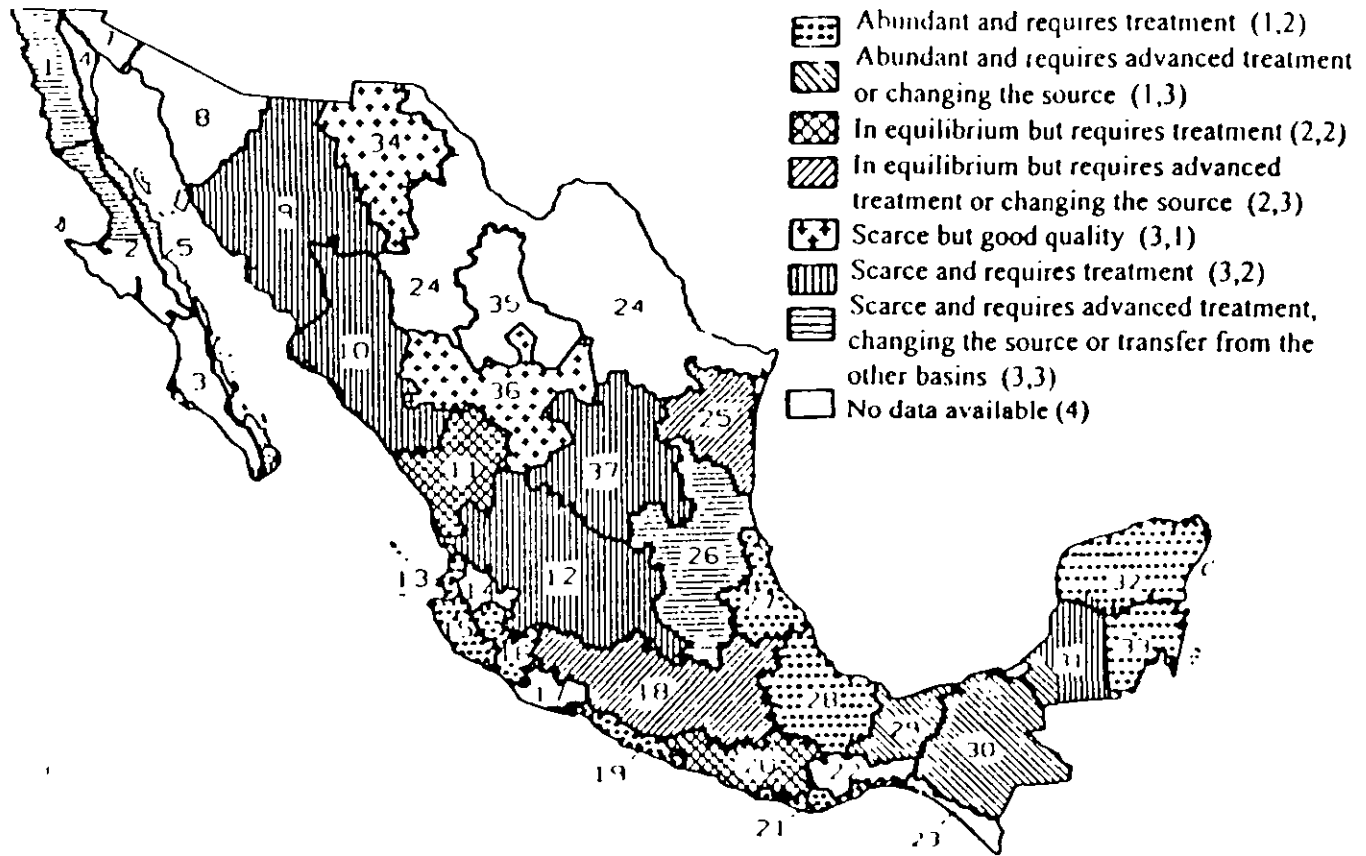 Abundant and requires treatment (1,2)
Abundant and requires advanced treatment
or changing the source (1,3)
In equilibrium but requires treatment (2,2)
In equilibrium but requires advanced
treatment or changing the source (2,3)
Scarce but good quality (3,1)
Scarce and requires treatment (3,2)
Scarce and requires advanced treatment,
changing the source or transfer from the
other basins (3,3)
No data available (4)
1
4
8
34
9
2
5
24
35
24
10
3
36
25
11
37
26
12
13
27
32
31
33
18
17
28
29
30
19
20
21
23